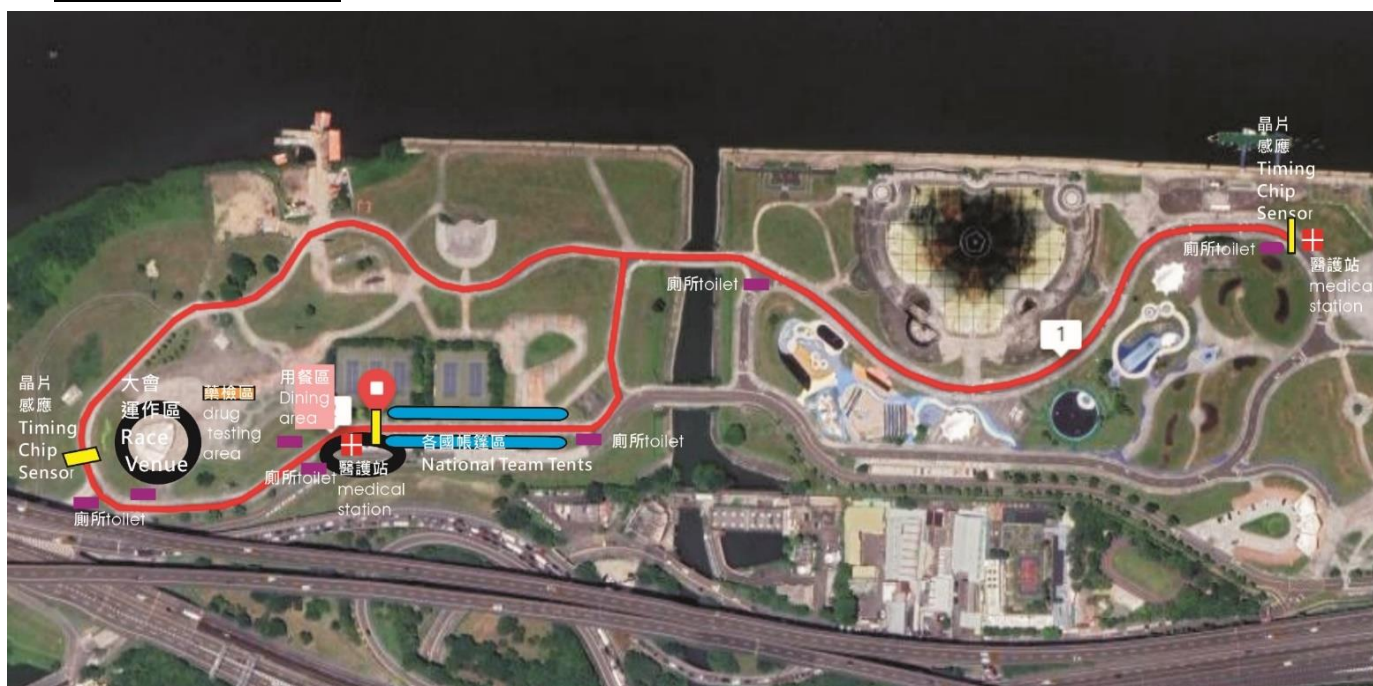 晶片
感應
Timing
Chip
Sensor
廁所toilet
醫護站
medical
station
廁所toilet
1
晶片
感應
Timing
Chip
Sensor
大會
運作區
Race
Venue
藥檢區
drug
testing
area
用餐區
Dining
area
各國帳篷區
National Team Tents
廁所toilet
廁所toilet
醫護站
medical
station
廁所toilet